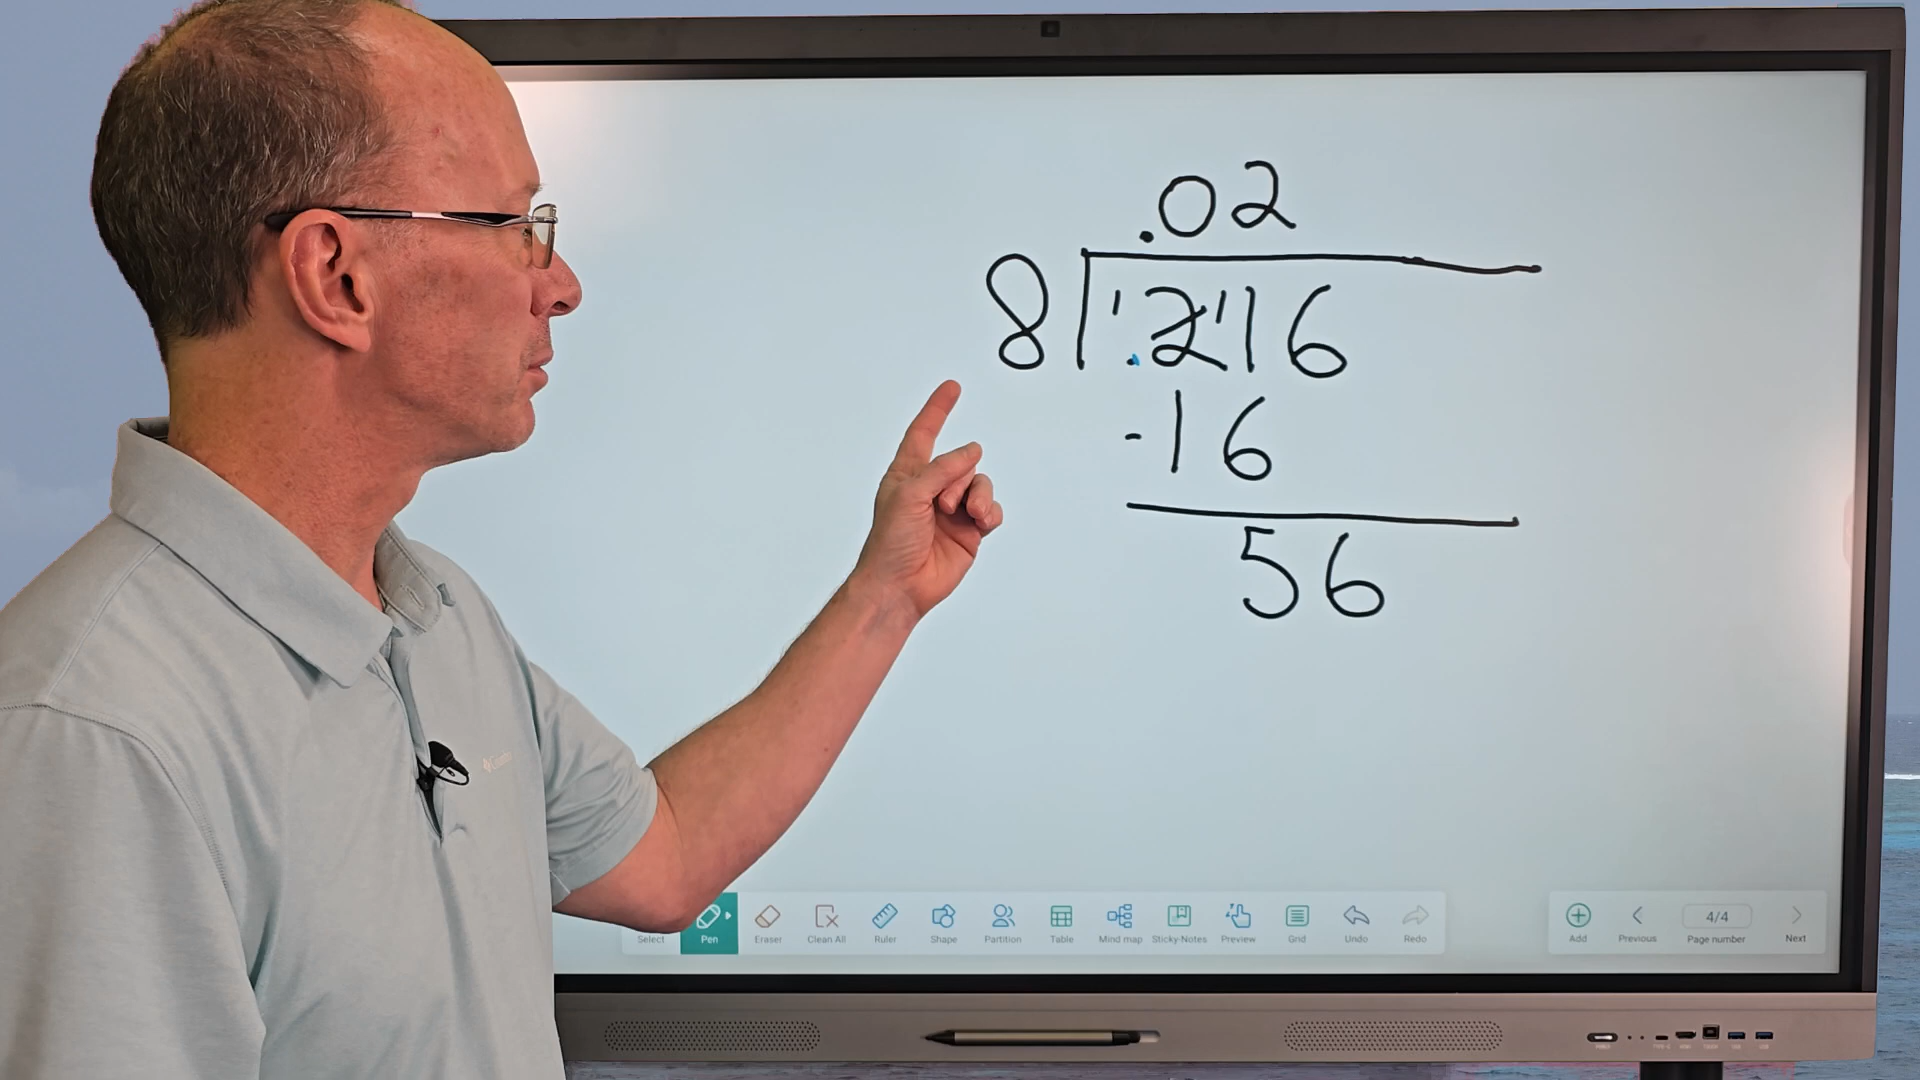 .02
8 .216
-16
56
Select Pen Eraser Clean All Ruler Shape Partition Table Mind map Sticky-Notes Preview Grid Undo Redo Add Previous 4/4 Page number Next
Columbia